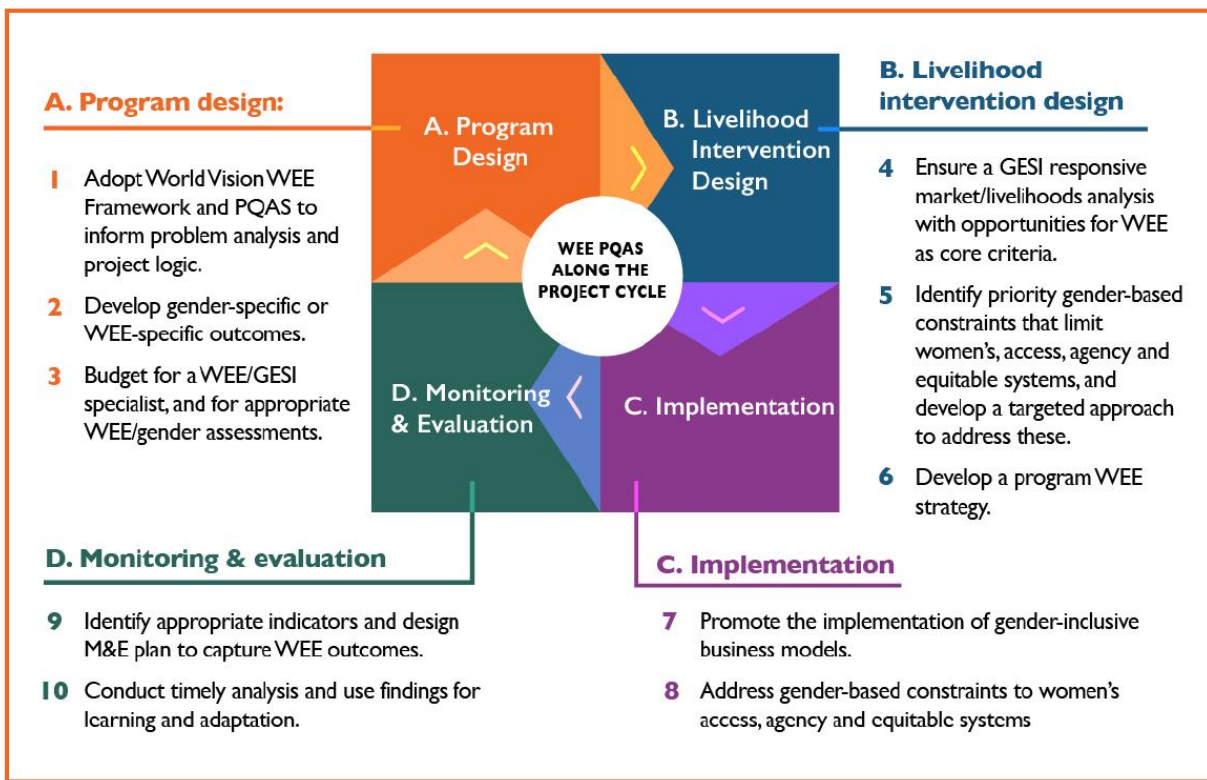 A. Program design:
1 Adopt World Vision WEE
Framework and PQAS to
inform problem analysis and
project logic.
2 Develop gender-specific or
WEE-specific outcomes.
3 Budget for a WEE/GESI
specialist, and for appropriate
WEE/gender assessments.
A. Program
Design
B. Livelihood
Intervention
Design
WEE PQAS
ALONG THE
PROJECT CYCLE
D. Monitoring
& Evaluation
C. Implementation
B. Livelihood
intervention design
4 Ensure a GESI responsive
market/livelihoods analysis
with opportunities for WEE
as core criteria.
5 Identify priority gender-based
constraints that limit
women's, access, agency and
equitable systems, and
develop a targeted approach
to address these.
6 Develop a program WEE
strategy.
C. Implementation
7 Promote the implementation of gender-inclusive
business models.
8 Address gender-based constraints to women's
access, agency and equitable systems
D. Monitoring & evaluation
9 Identify appropriate indicators and design
M&E plan to capture WEE outcomes.
10 Conduct timely analysis and use findings for
learning and adaptation.